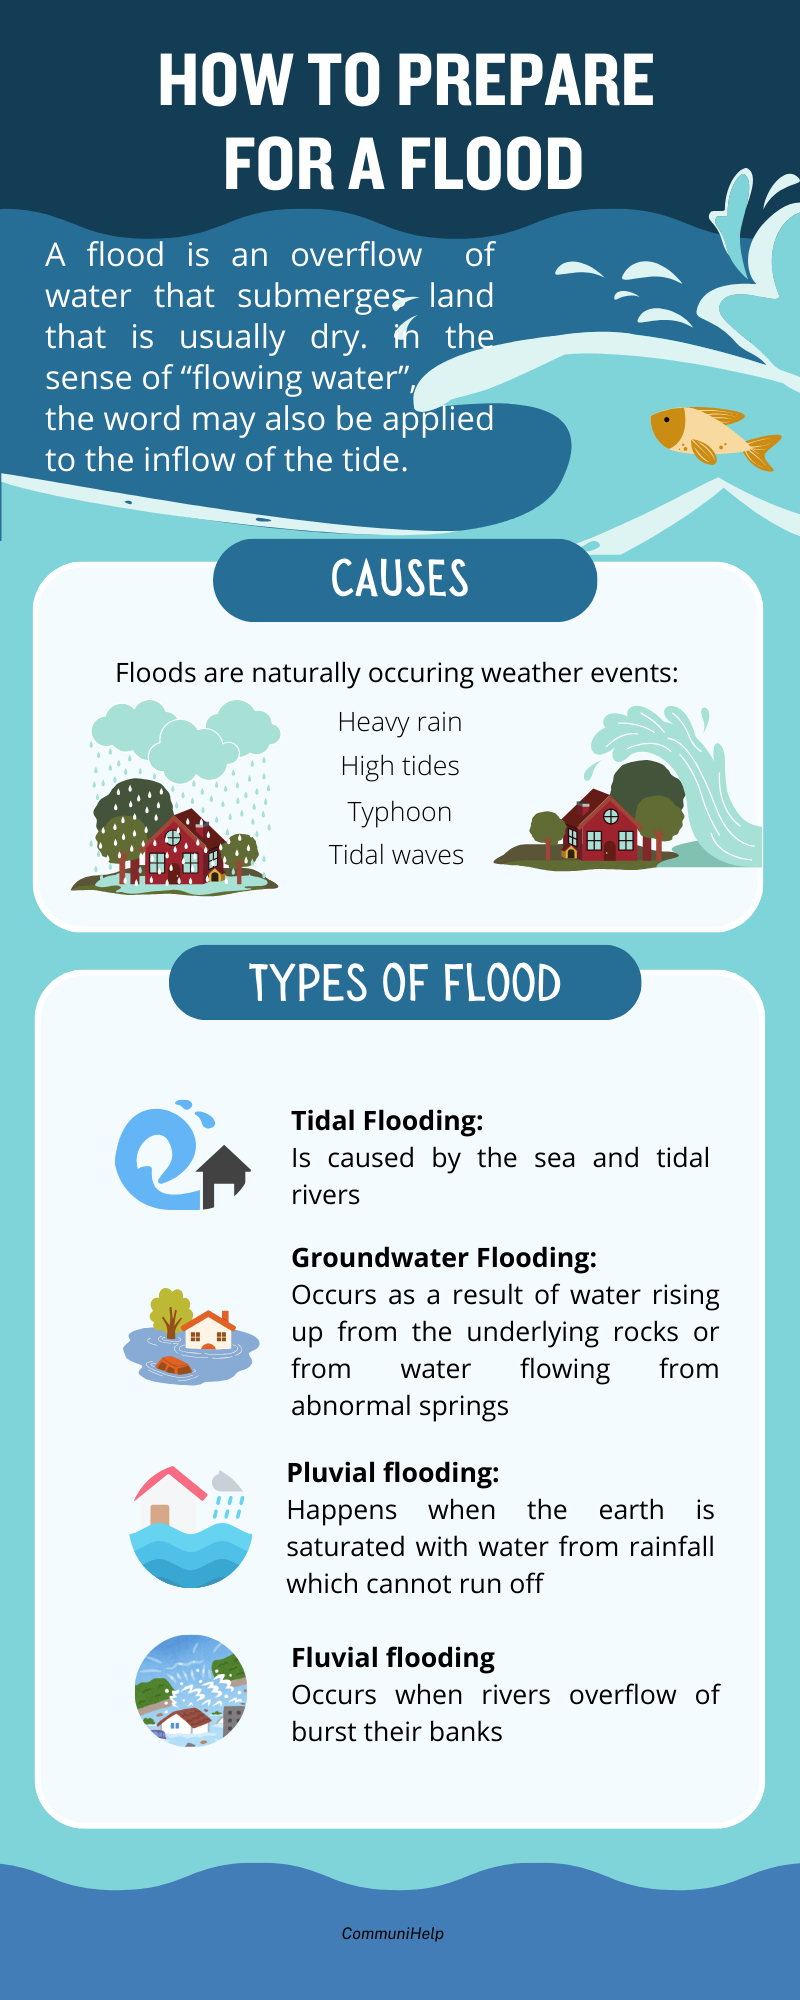 HOW TO PREPARE
FOR A FLOOD
A flood is an overflow of
water that submerges land
that is usually dry. in the
sense of “flowing water”,
the word may also be applied
to the inflow of the tide.
CAUSES
Floods are naturally occuring weather events:
Heavy rain
High tides
Typhoon
Tidal waves
TYPES OF FLOOD
Tidal Flooding:
Is caused by the sea and tidal
rivers
Groundwater Flooding:
Occurs as a result of water rising
up from the underlying rocks or
from water flowing from
abnormal springs
Pluvial flooding:
Happens when the earth is
saturated with water from rainfall
which cannot run off
Fluvial flooding
Occurs when rivers overflow of
burst their banks
CommuniHelp